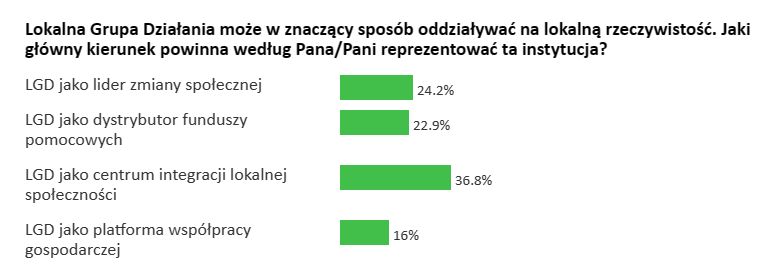 Lokalna Grupa Działania może w znaczący sposób oddziaływać na lokalną rzeczywistość. Jaki
główny kierunek powinna według Pana/Pani reprezentować ta instytucja?
LGD jako lider zmiany społecznej
24.2%
LGD jako dystrybutor funduszy
pomocowych
22.9%
LGD jako centrum integracji lokalnej
społeczności
36.8%
LGD jako platforma współpracy
gospodarczej
16%